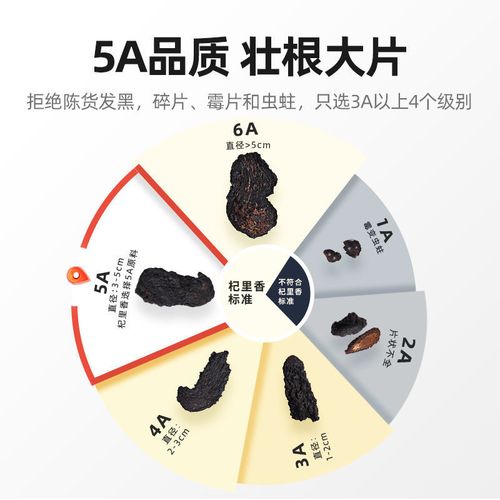 5A品质 壮根大片
拒绝陈货发黑，碎片、霉片和虫蛀，只选3A以上4个级别
6A
直径>5cm
1A
霉变虫蛀
5A
直径:3-5cm
杞里香选择5A原料
杞里香
标准
不符合
杞里香
标准
2A
片状不全
4A
直径:
2-3cm
3A
直径:
1-2cm